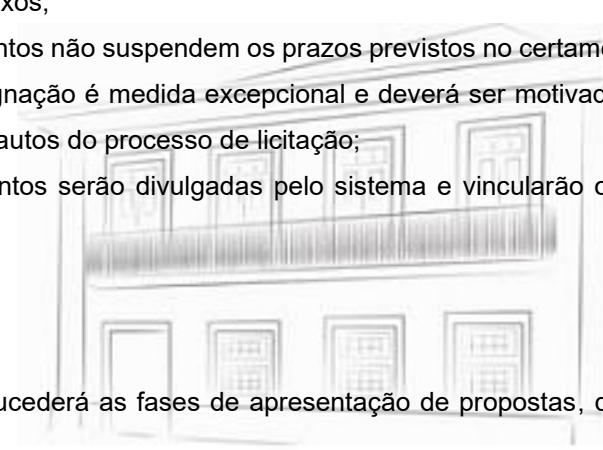 xos;
ntos não suspendem os prazos previstos no certam
gnação é medida excepcional e deverá ser motivad
autos do processo de licitação;
ntos serão divulgadas pelo sistema e vincularão o
ucederá as fases de apresentação de propostas, d